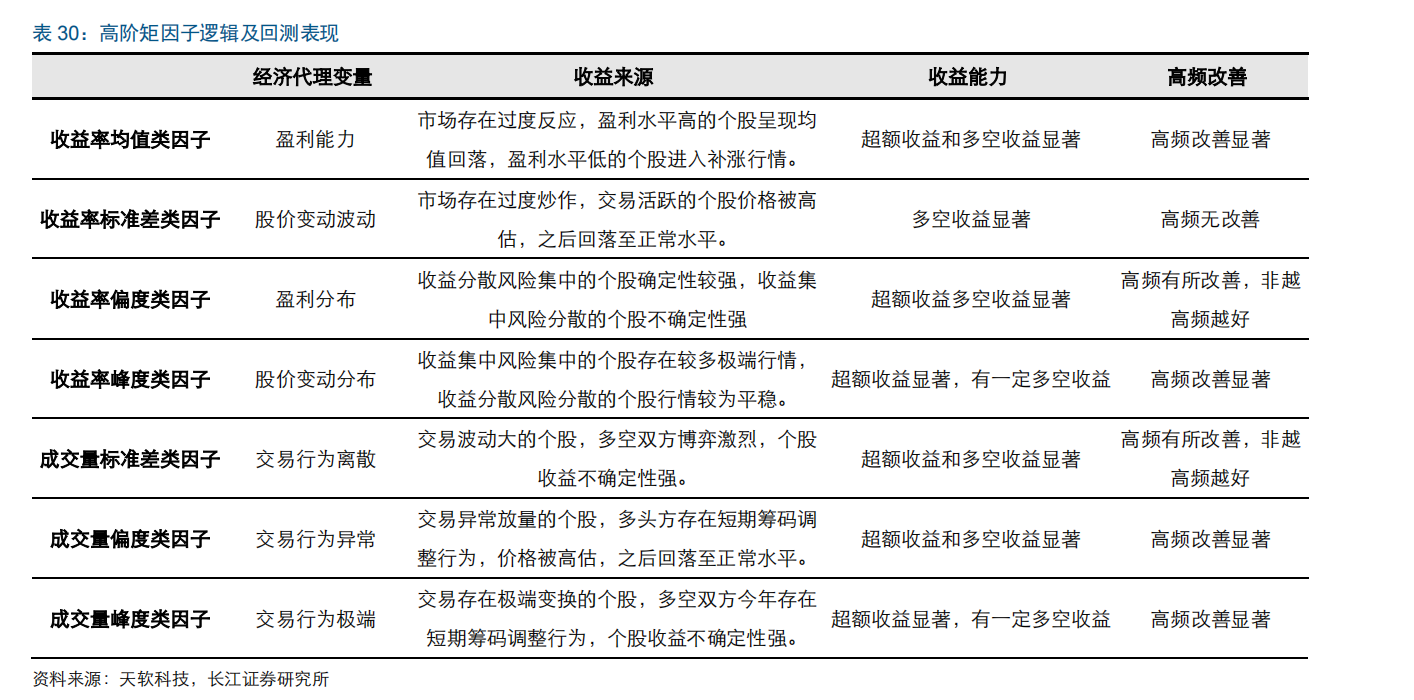 表 30：高阶矩因子逻辑及回测表现
经济代理变量 收益来源 收益能力 高频改善
收益率均值类因子 盈利能力 市场存在过度反应，盈利水平高的个股呈现均 超额收益和多空收益显著 高频改善显著
值回落，盈利水平低的个股进入补涨行情。
收益率标准差类因子 股价变动波动 市场存在过度炒作，交易活跃的个股价格被高 多空收益显著 高频无改善
估，之后回落至正常水平。
收益率偏度类因子 盈利分布 收益分散风险集中的个股确定性较强，收益集 超额收益多空收益显著 高频有所改善，非越
中风险分散的个股不确定性强 高频越好
收益率峰度类因子 股价变动分布 收益集中风险集中的个股存在较多极端行情， 超额收益显著，有一定多空收益 高频改善显著
收益分散风险分散的个股行情较为平稳。
成交量标准差类因子 交易行为离散 交易波动大的个股，多空双方博弈激烈，个股 超额收益和多空收益显著 高频有所改善，非越
收益不确定性强。 高频越好
成交量偏度类因子 交易行为异常 交易异常放量的个股，多头方存在短期筹码调 超额收益和多空收益显著 高频改善显著
整行为，价格被高估，之后回落至正常水平。
成交量峰度类因子 交易行为极端 交易存在极端变换的个股，多空双方今年存在 超额收益显著，有一定多空收益 高频改善显著
短期筹码调整行为，个股收益不确定性强。
资料来源：天软科技，长江证券研究所